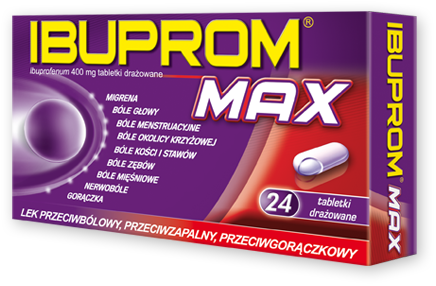 IBUPROM®
ibuprofenum 400 mg tabletki drażowane
MAX
MIGRENA
BÓLE GŁOWY
BÓLE MENSTRUACYJNE
BÓLE OKOLICY KRZYŻOWEJ
BÓLE KOŚCI I STAWÓW
BÓLE ZĘBÓW
BÓLE MIĘŚNIOWE
NERWOBÓLE
GORĄCZKA
24 tabletki
drażowane
LEK PRZECIWBÓLOWY, PRZECIWZAPALNY, PRZECIWGORĄCZKOWY
IBUPROM® MAX